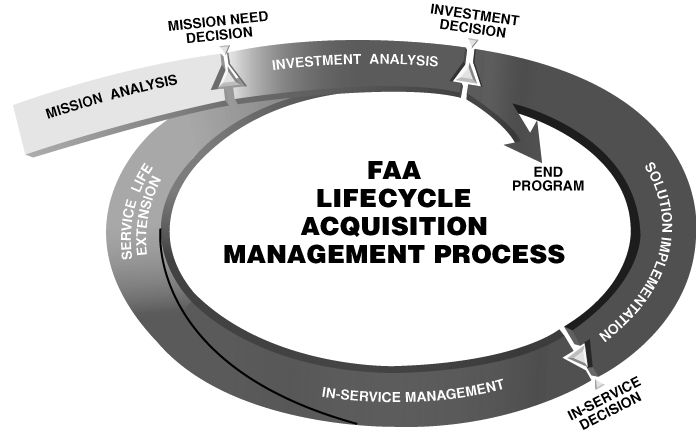 MISSION NEED
DECISION
INVESTMENT
DECISION
MISSION ANALYSIS
INVESTMENT ANALYSIS
END
PROGRAM
FAA
LIFECYCLE
ACQUISITION
MANAGEMENT PROCESS
SERVICE LIFE
EXTENSION
SOLUTION IMPLEMENTATION
IN-SERVICE MANAGEMENT
IN-SERVICE
DECISION